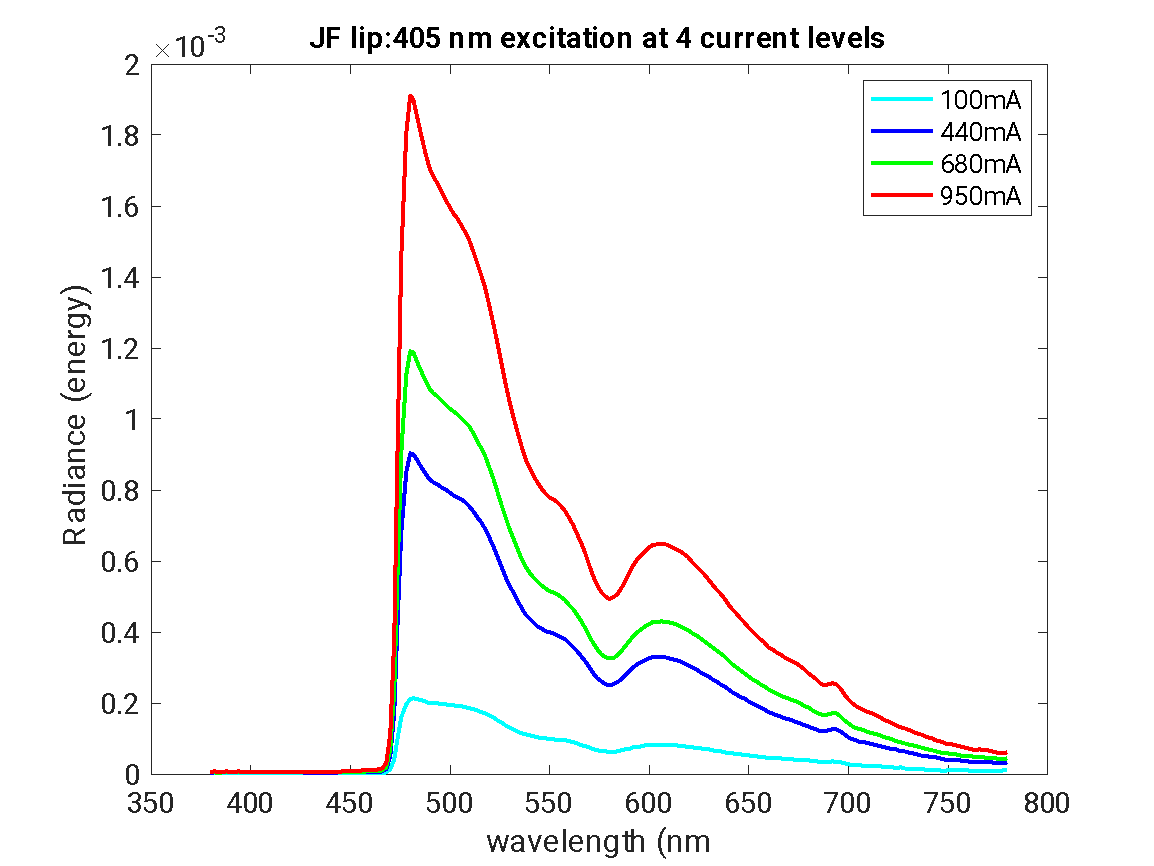 ×10-3
JF lip:405 nm excitation at 4 current levels
2
1.8
1.6
1.4
1.2
1
0.8
0.6
0.4
0.2
0
Radiance (energy)
100mA
440mA
680mA
950mA
350 400 450 500 550 600 650 700 750 800
wavelength (nm